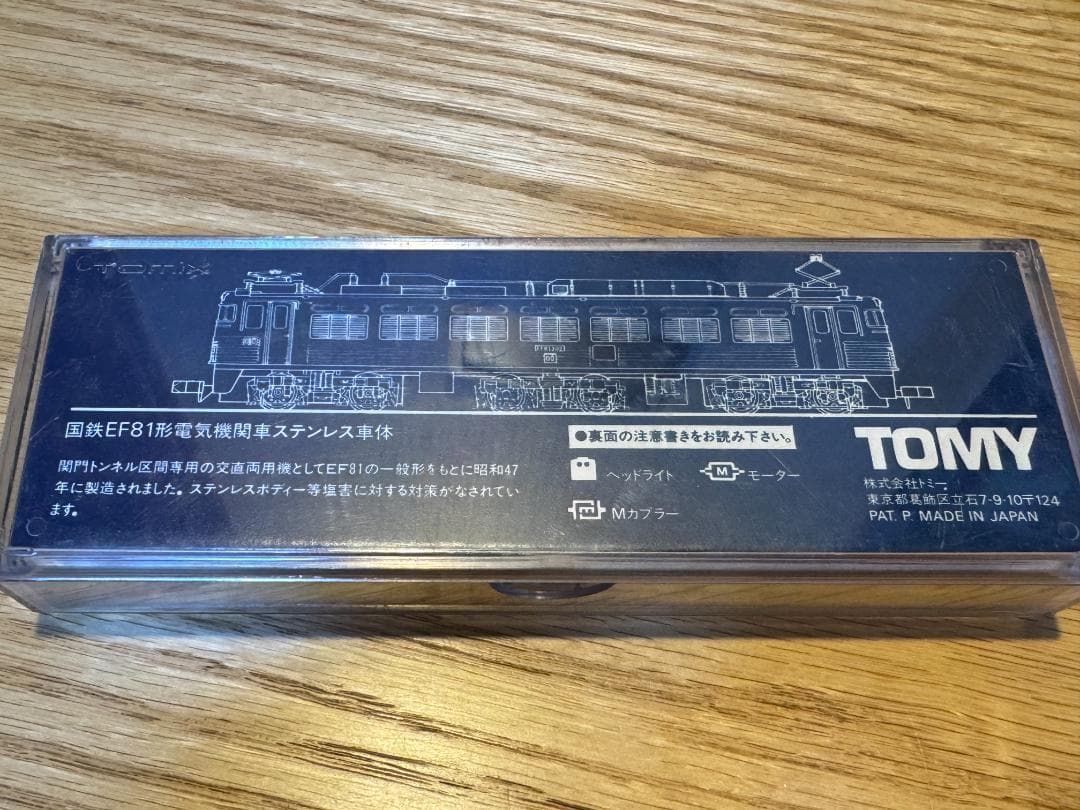 TOMIX
国鉄EF81形電気機関車ステンレス車体
関門トンネル区間専用の交直両用機としてEF81の一般形をもとに昭和47
年に製造されました。ステンレスボディー等塩害に対する対策がなされてい
ます。
●裏面の注意書きをお読み下さい。
ヘッドライト
M モーター
Mカプラー
TOMY
株式会社トミー
東京都葛飾区立石7-9-10〒124
PAT. P. MADE IN JAPAN